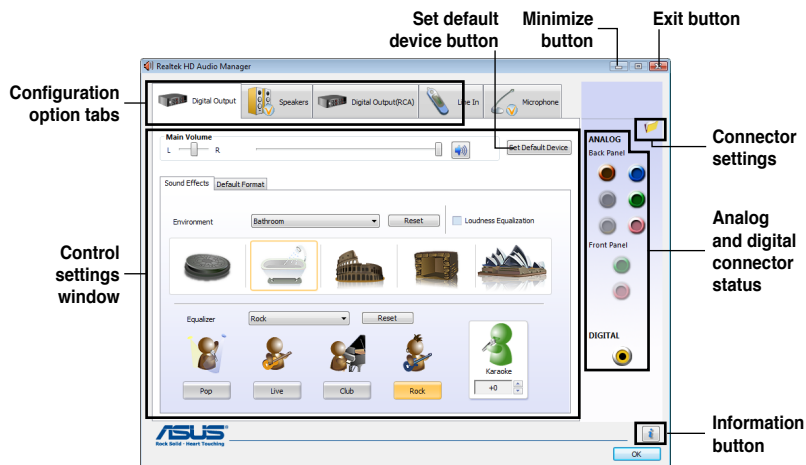 Set default
device button
Minimize
button
Exit button
Configuration
option tabs
Realtek HD Audio Manager
Digital Output
Speakers
Digital Output(RCA)
Line In
Microphone
Connector
settings
Main Volume
L
R
Set Default Device
ANALOG
Back Panel
Sound Effects
Default Format
Environment
Bathroom
Reset
Loudness Equalization
Control
settings
window
Front Panel
Analog
and digital
connector
status
Equalizer
Rock
Reset
DIGITAL
Karaoke
Pop
Live
Club
Rock
+0
ASUS
Rock Solid · Heart Touching
Information
button
OK